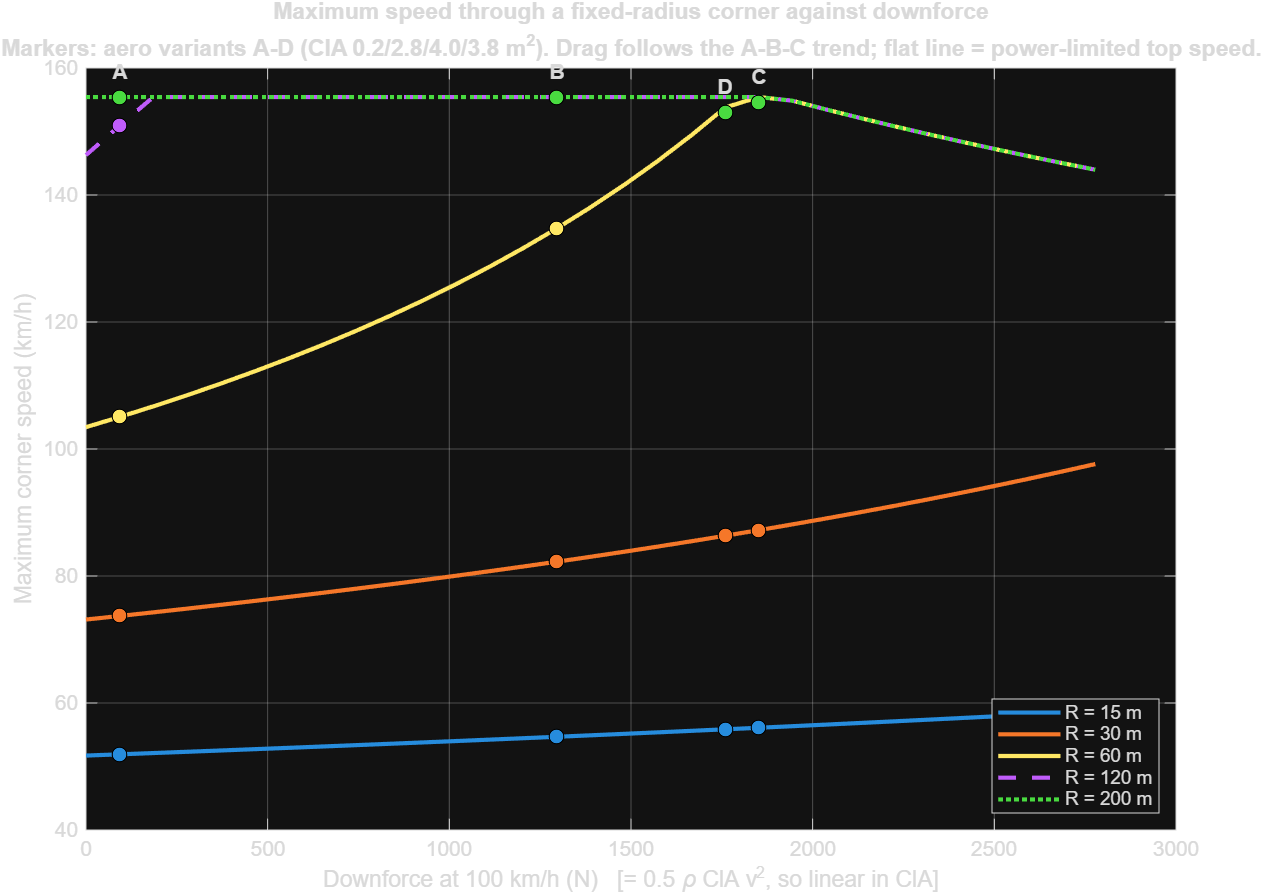 Maximum speed through a fixed-radius corner against downforce
Markers: aero variants A-D (ClA 0.2/2.8/4.0/3.8 m²). Drag follows the A-B-C trend; flat line = power-limited top speed.
160
140
120
100
80
60
40
Maximum corner speed (km/h)
A
B
D
C
R = 15 m
R = 30 m
R = 60 m
R = 120 m
R = 200 m
0 500 1000 1500 2000 2500 3000
Downforce at 100 km/h (N) [= 0.5 ρ ClA v², so linear in ClA]